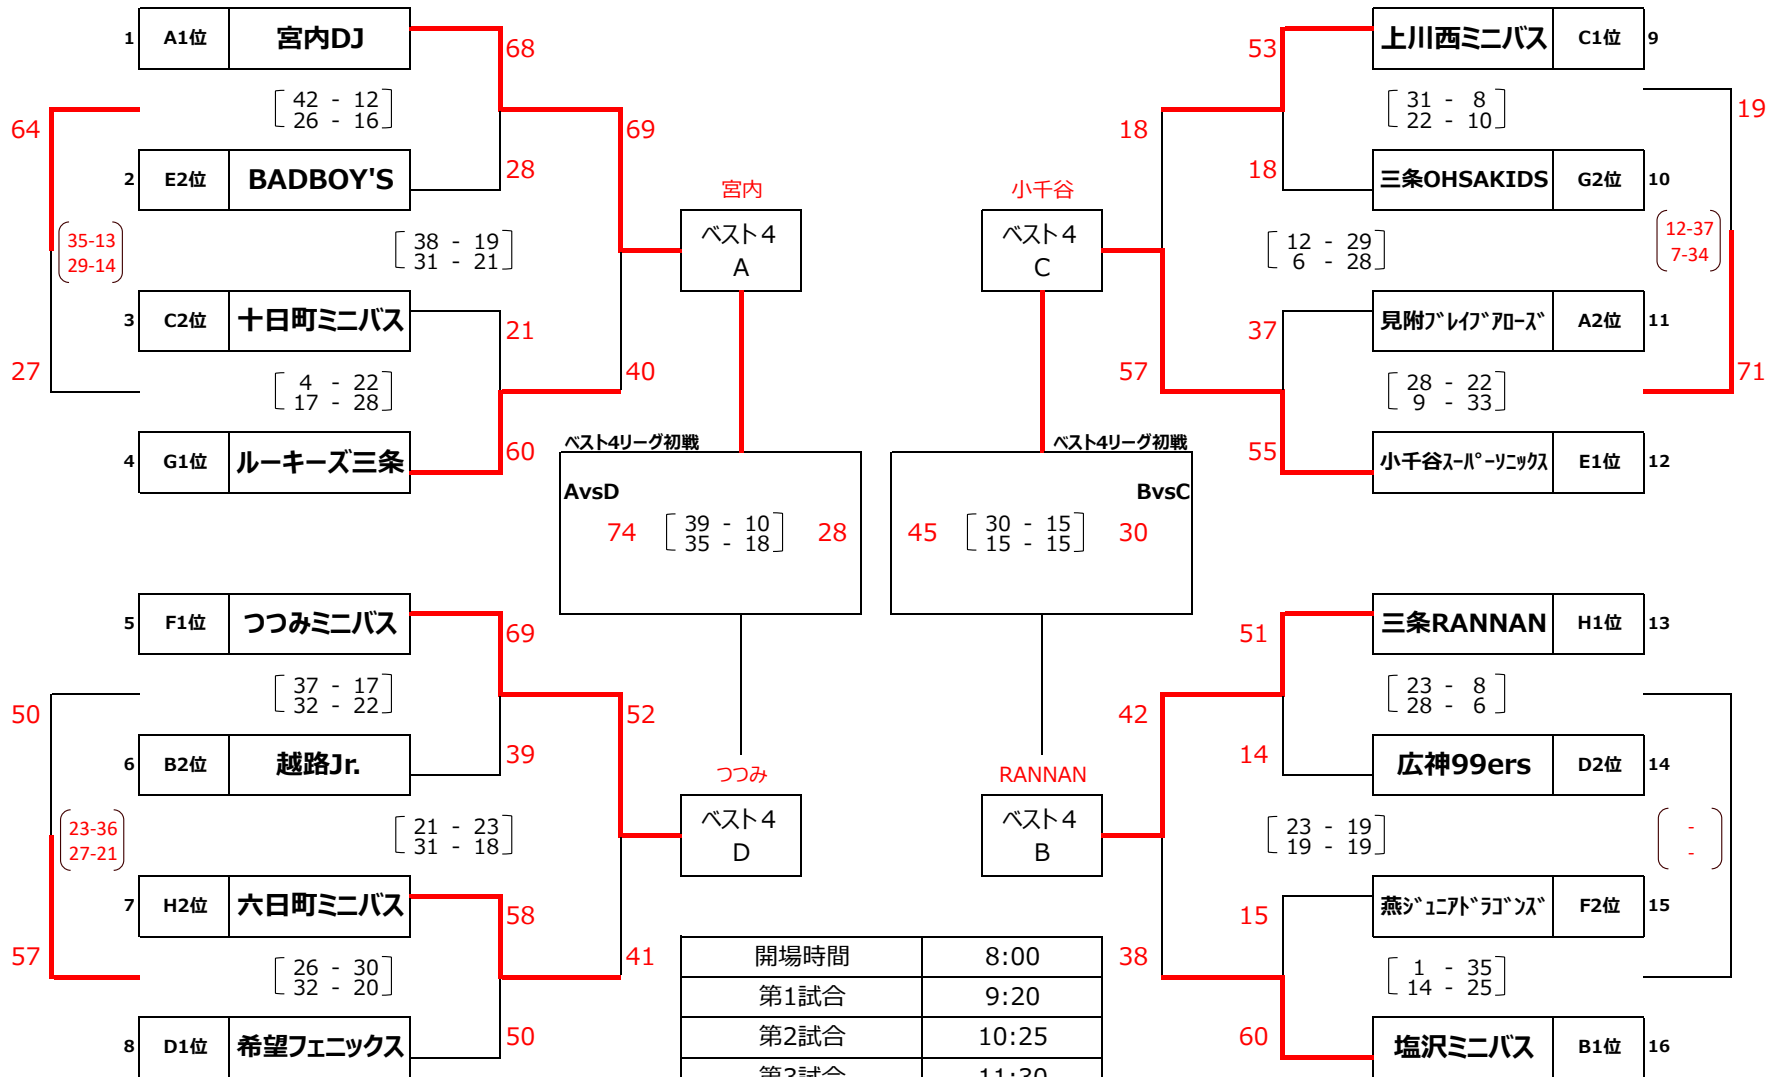 1 A1位 宮内DJ 68
53 上川西ミニバス C1位 9
64
[ 42 - 12 ]
[ 26 - 16 ]
69
18
[ 31 - 8 ]
[ 22 - 10 ]
19
2 E2位 BADBOY'S 28
宮内
小千谷
18 三条OHSAKIDS G2位 10
35-13
29-14
[ 38 - 19 ]
[ 31 - 21 ]
ベスト4
A
ベスト4
C
[ 12 - 29 ]
[ 6 - 28 ]
12-37
7-34
3 C2位 十日町ミニバス 21
37 見附ブレイブアローズ A2位 11
27
[ 4 - 22 ]
[ 17 - 28 ]
40
57
[ 28 - 22 ]
[ 9 - 33 ]
71
4 G1位 ルーキーズ三条 60
ベスト4リーグ初戦
ベスト4リーグ初戦
55 小千谷スーパーソニックス E1位 12
AvsD
74 [ 39 - 10 ] 28
[ 35 - 18 ]
BvsC
45 [ 30 - 15 ] 30
[ 15 - 15 ]
5 F1位 つつみミニバス 69
51 三条RANNAN H1位 13
50
[ 37 - 17 ]
[ 32 - 22 ]
52
42
[ 23 - 8 ]
[ 28 - 6 ]
6 B2位 越路Jr. 39
つつみ
RANNAN
14 広神99ers D2位 14
23-36
27-21
[ 21 - 23 ]
[ 31 - 18 ]
ベスト4
D
ベスト4
B
[ 23 - 19 ]
[ 19 - 19 ]
-
-
7 H2位 六日町ミニバス 58
15 燕ジュニアドラゴンズ F2位 15
57
[ 26 - 30 ]
[ 32 - 20 ]
41
38
[ 1 - 35 ]
[ 14 - 25 ]
8 D1位 希望フェニックス 50
60 塩沢ミニバス B1位 16
開場時間 8:00
第1試合 9:20
第2試合 10:25
第3試合 11:30